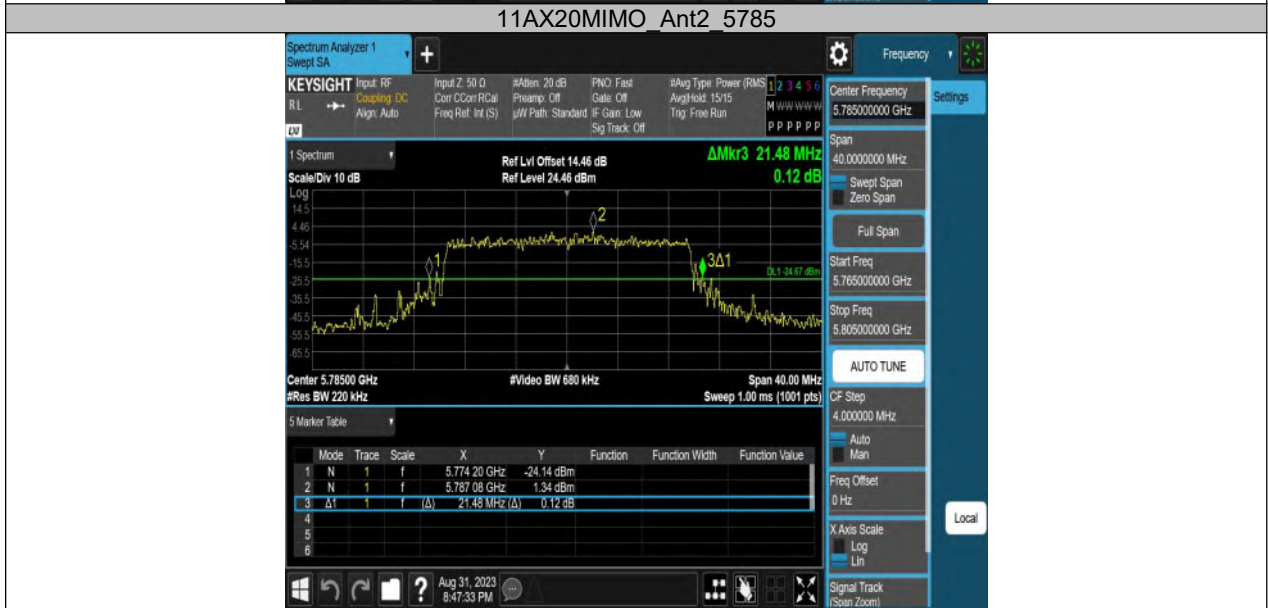 11AX20MIMO_Ant2_5785
Spectrum Analyzer 1
Swept SA
+
Frequency
KEYSIGHT Input: RF Input Z: 50 Ω #Atten: 20 dB PNO: Fast #Avg Type: Power (RMS 1 2 3 4 5 6
RL Coupling: DC Corr CCorr RCal Preamp: Off Gate: Off Avg|Hold: 15/15 M W W W W W
Align: Auto Freq Ref: Int (S) µW Path: Standard IF Gain: Low Trig: Free Run
LXI Sig Track: Off P P P P P P
Center Frequency
5.785000000 GHz
Settings
Span
40.0000000 MHz
Swept Span
Zero Span
Full Span
Start Freq
5.765000000 GHz
Stop Freq
5.805000000 GHz
AUTO TUNE
CF Step
4.000000 MHz
Auto
Man
Freq Offset
0 Hz
X Axis Scale
Log
Lin
Signal Track
(Span Zoom)
Local
1 Spectrum
Ref Lvl Offset 14.46 dB ΔMkr3 21.48 MHz
Scale/Div 10 dB Ref Level 24.46 dBm 0.12 dB
Log
14.5
4.46
-5.54
-15.5
-25.5
-35.5
-45.5
-55.5
-65.5
1
2
3Δ1
DL1 -24.67 dBm
Center 5.78500 GHz #Video BW 680 kHz Span 40.00 MHz
#Res BW 220 kHz Sweep 1.00 ms (1001 pts)
5 Marker Table
Mode Trace Scale X Y Function Function Width Function Value
1 N 1 f 5.774 20 GHz -24.14 dBm
2 N 1 f 5.787 08 GHz 1.34 dBm
3 Δ1 1 f (Δ) 21.48 MHz (Δ) 0.12 dB
4
5
6
?
Aug 31, 2023
8:47:33 PM